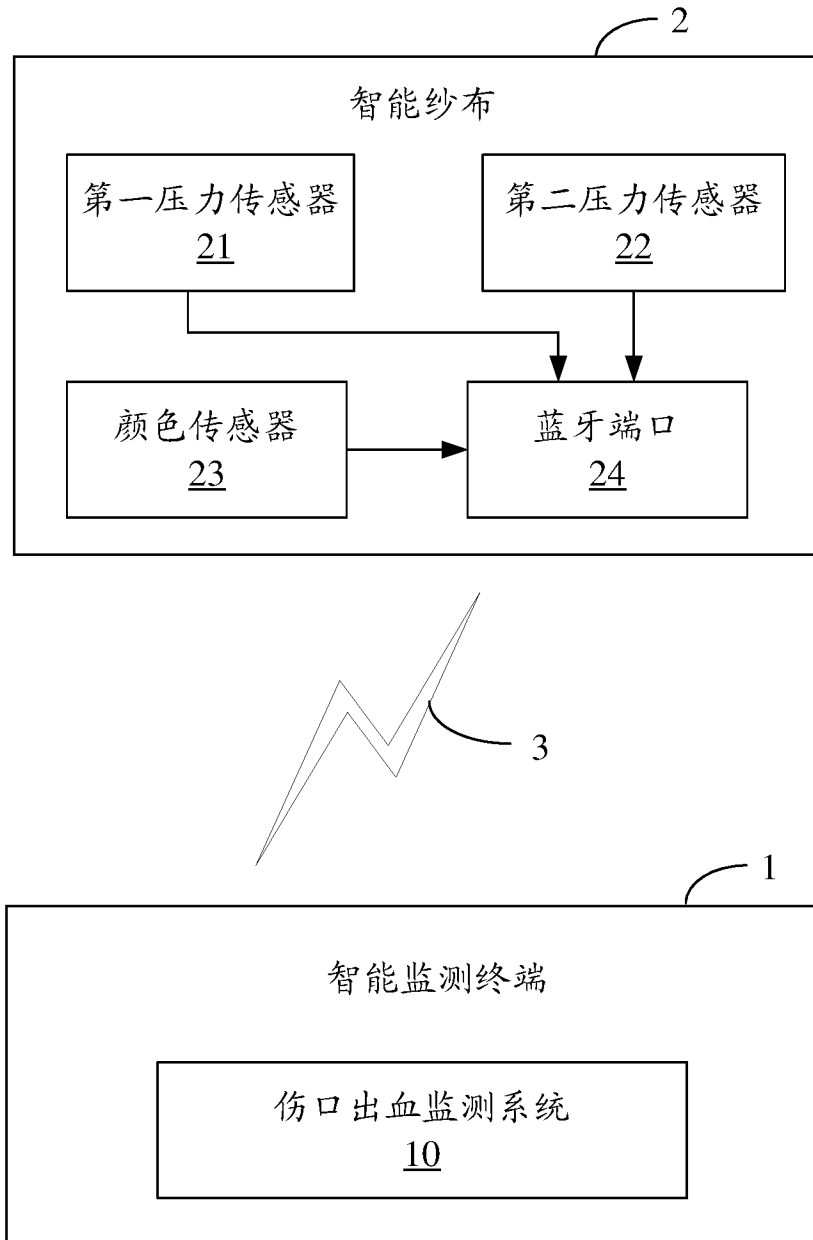 2
智能纱布
第一压力传感器
21
第二压力传感器
22
颜色传感器
23
蓝牙端口
24
3
1
智能监测终端
伤口出血监测系统
10